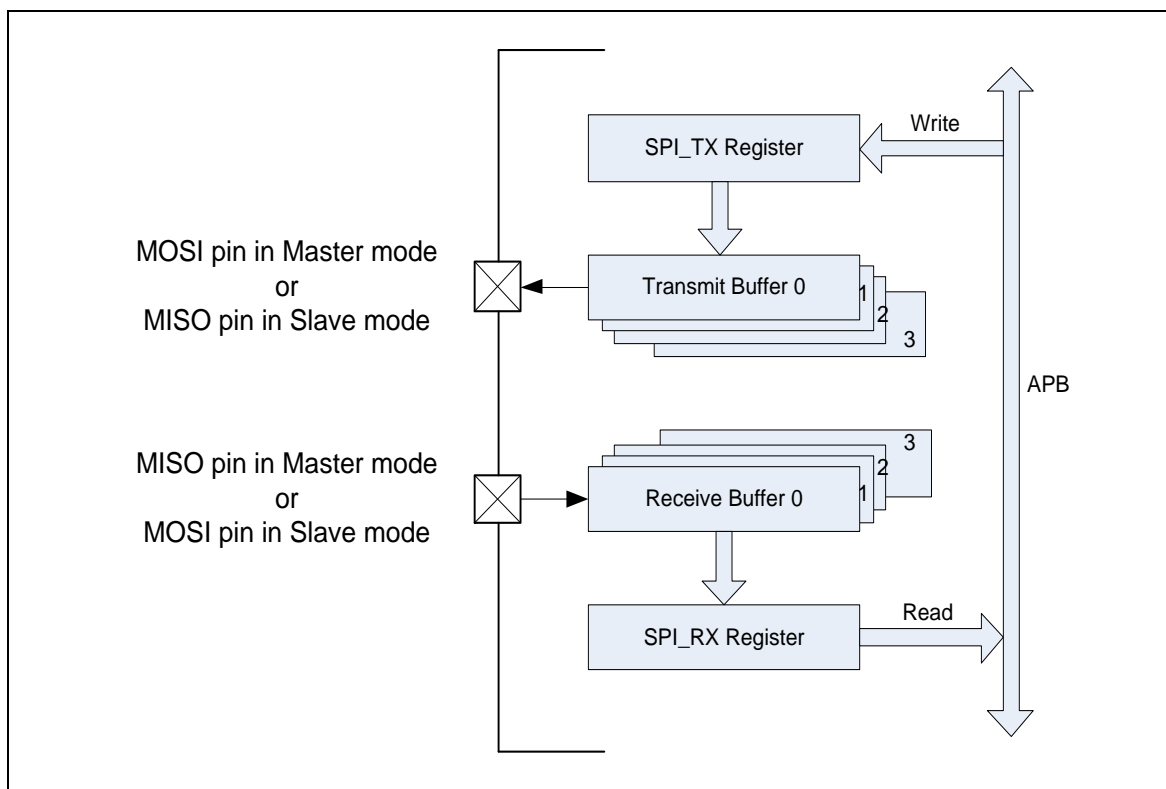 Write
SPI_TX Register
MOSI pin in Master mode
or
MISO pin in Slave mode
Transmit Buffer 0
1
2
3
APB
3
2
1
MISO pin in Master mode
or
MOSI pin in Slave mode
Receive Buffer 0
Read
SPI_RX Register